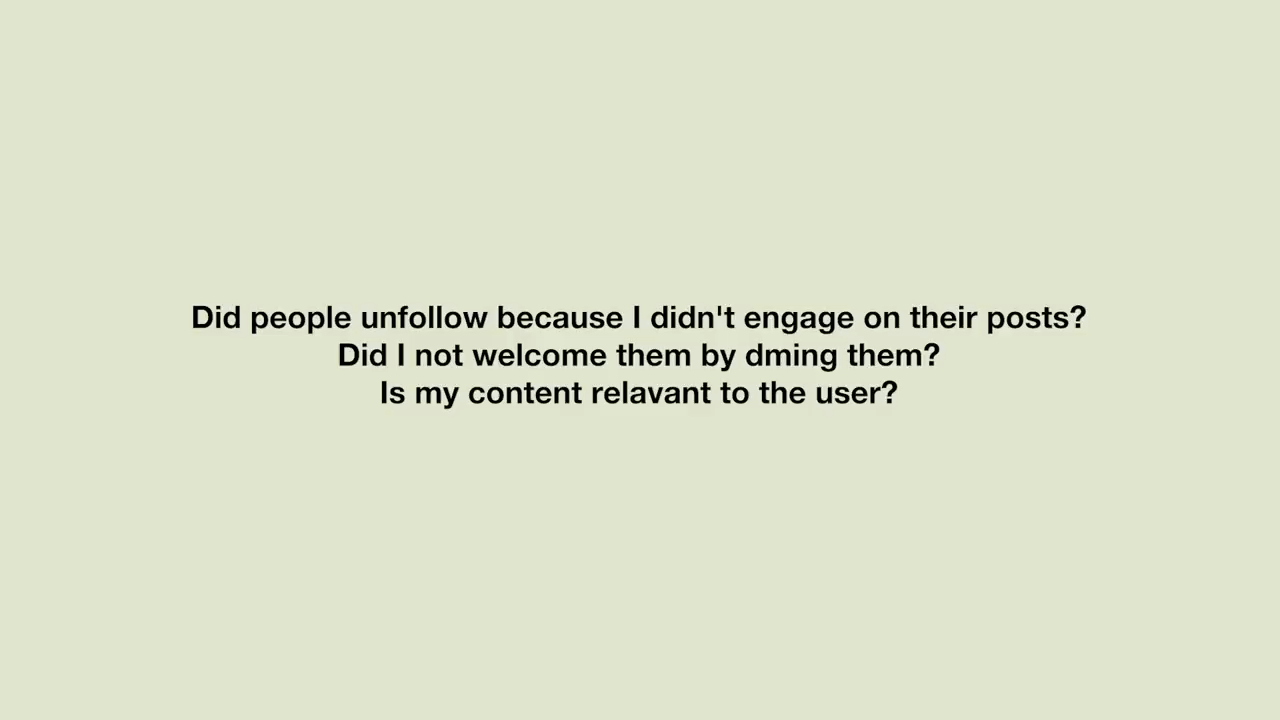 Did people unfollow because I didn't engage on their posts?
Did I not welcome them by dming them?
Is my content relavant to the user?